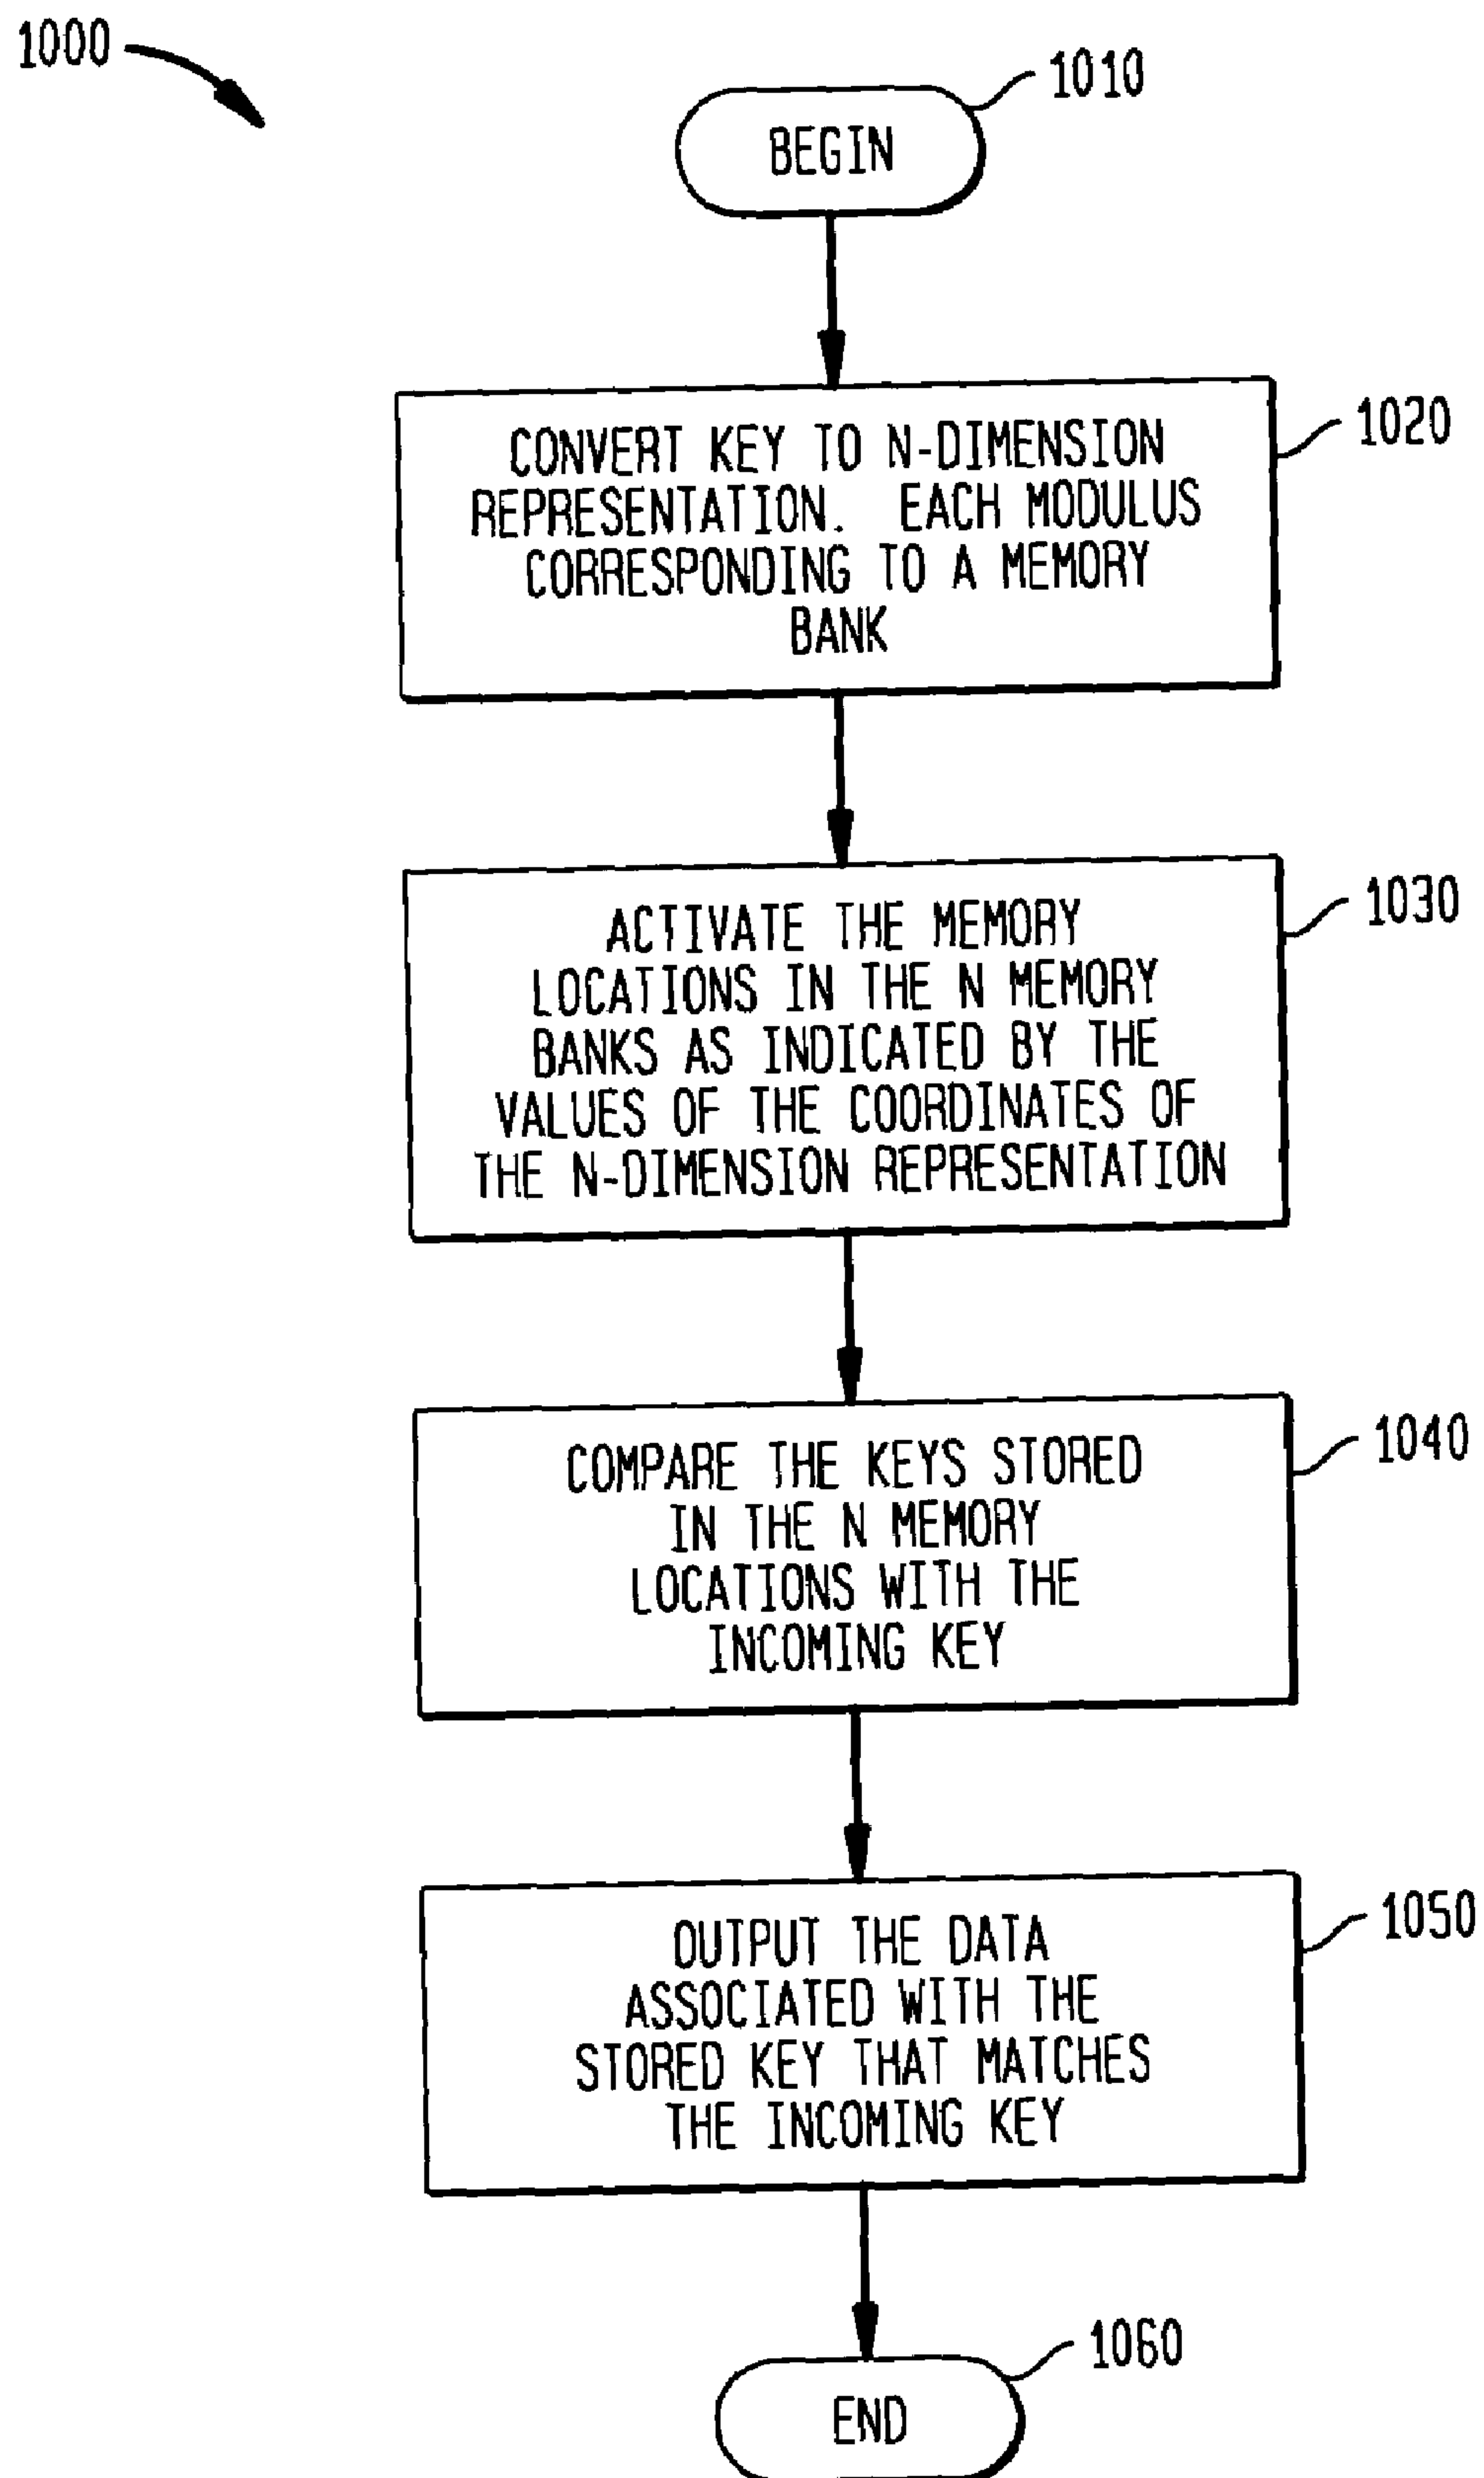 1000
1010
BEGIN
1020
CONVERT KEY TO N-DIMENSION
REPRESENTATION. EACH MODULUS
CORRESPONDING TO A MEMORY
BANK
1030
ACTIVATE THE MEMORY
LOCATIONS IN THE N MEMORY
BANKS AS INDICATED BY THE
VALUES OF THE COORDINATES OF
THE N-DIMENSION REPRESENTATION
1040
COMPARE THE KEYS STORED
IN THE N MEMORY
LOCATIONS WITH THE
INCOMING KEY
1050
OUTPUT THE DATA
ASSOCIATED WITH THE
STORED KEY THAT MATCHES
THE INCOMING KEY
1060
END